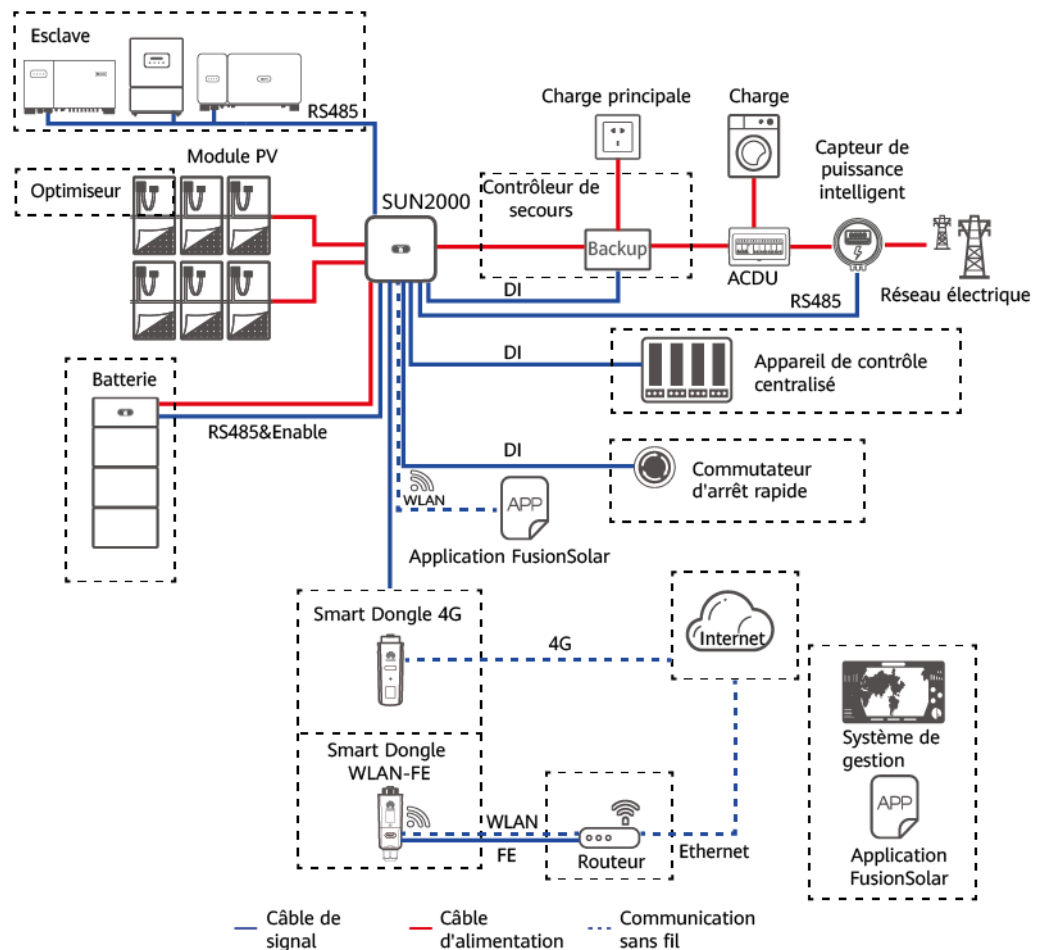 Esclave
RS485
Module PV
Optimiseur
SUN2000
Charge principale
Charge
Contrôleur de
secours
Capteur de
puissance
intelligent
Backup
ACDU
DI
RS485
Réseau électrique
DI
Appareil de contrôle
centralisé
Batterie
RS485&Enable
DI
Commutateur
d'arrêt rapide
WLAN
APP
Application FusionSolar
Smart Dongle 4G
4G
Internet
Smart Dongle
WLAN-FE
WLAN
FE
Routeur
Ethernet
Système de
gestion
APP
Application
FusionSolar
Câble de
signal
Câble
d'alimentation
Communication
sans fil